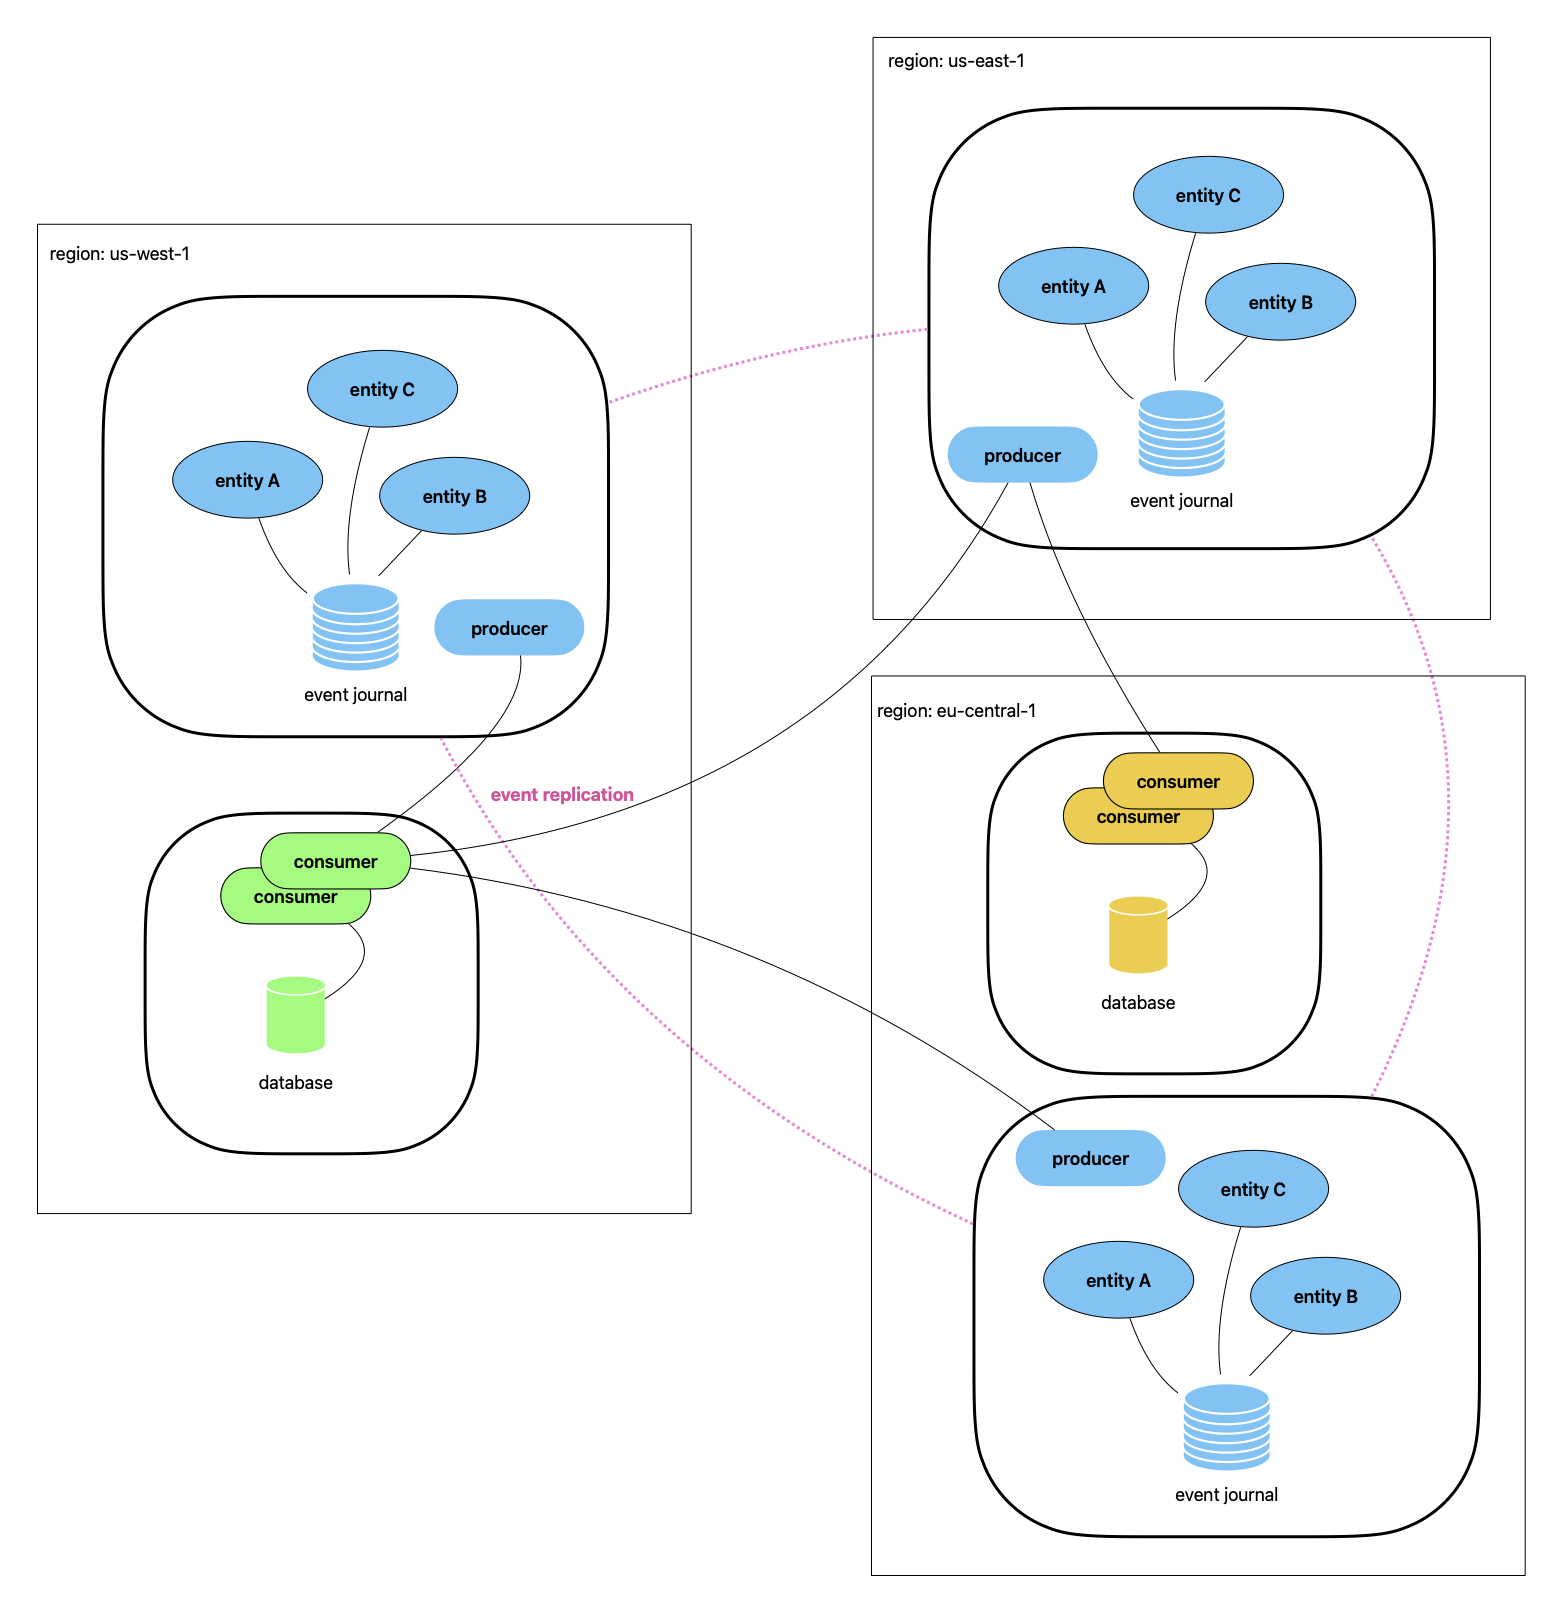 region: us-east-1
entity C
entity A
entity B
producer
event journal
region: us-west-1
entity C
entity A
entity B
producer
event journal
event replication
consumer
consumer
database
region: eu-central-1
consumer
consumer
database
producer
entity C
entity A
entity B
event journal